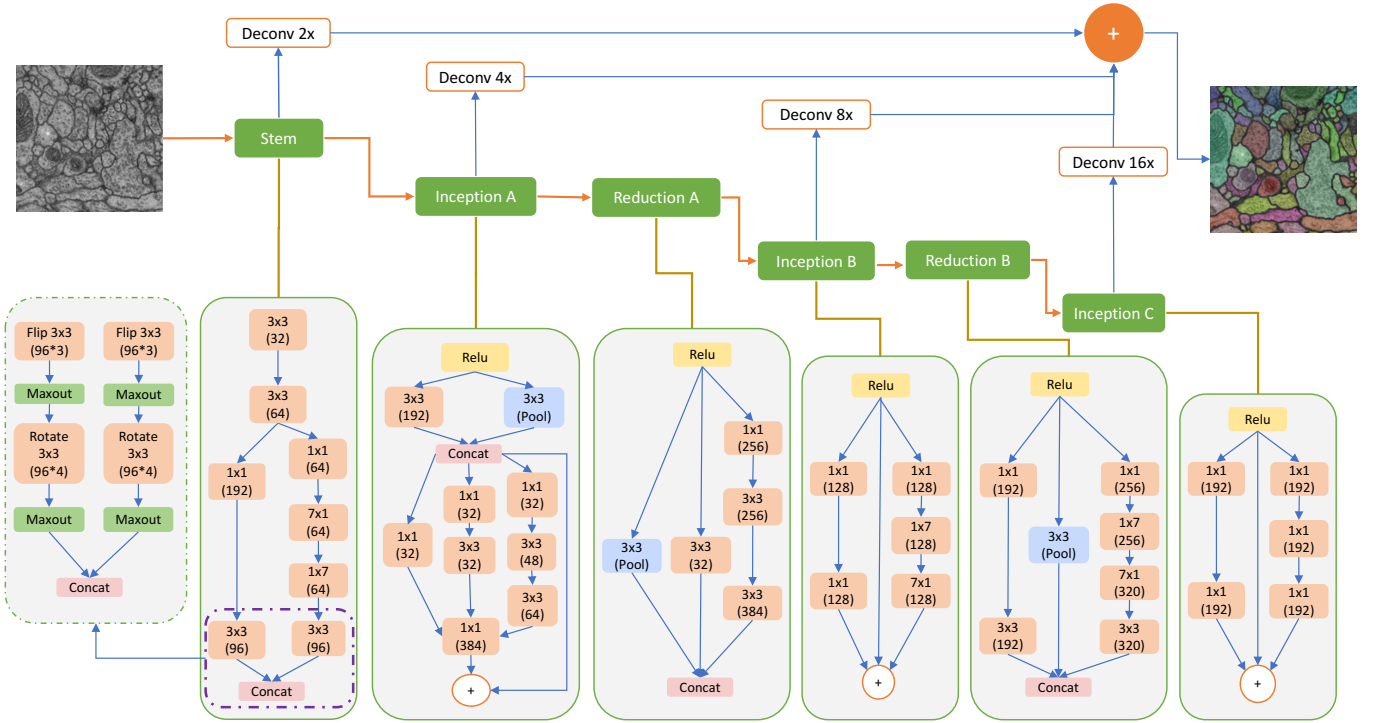 Deconv 2x
+
Deconv 4x
Deconv 8x
Deconv 16x
Stem
Inception A
Reduction A
Inception B
Reduction B
Inception C
Flip 3x3
(96*3)
Flip 3x3
(96*3)
Maxout
Maxout
Rotate
3x3
(96*4)
Rotate
3x3
(96*4)
Maxout
Maxout
Concat
3x3
(32)
3x3
(64)
1x1
(192)
1x1
(64)
7x1
(64)
1x7
(64)
3x3
(96)
3x3
(96)
Concat
Relu
3x3
(192)
3x3
(Pool)
Concat
1x1
(32)
1x1
(32)
3x3
(32)
1x1
(32)
3x3
(48)
3x3
(64)
1x1
(384)
+
Relu
3x3
(Pool)
3x3
(32)
1x1
(256)
3x3
(256)
3x3
(384)
Concat
Relu
1x1
(128)
1x1
(128)
1x1
(128)
1x7
(128)
7x1
(128)
+
Relu
1x1
(192)
3x3
(192)
3x3
(Pool)
1x1
(256)
1x7
(256)
7x1
(320)
3x3
(320)
Concat
Relu
1x1
(192)
1x1
(192)
1x1
(192)
1x1
(192)
1x1
(192)
+